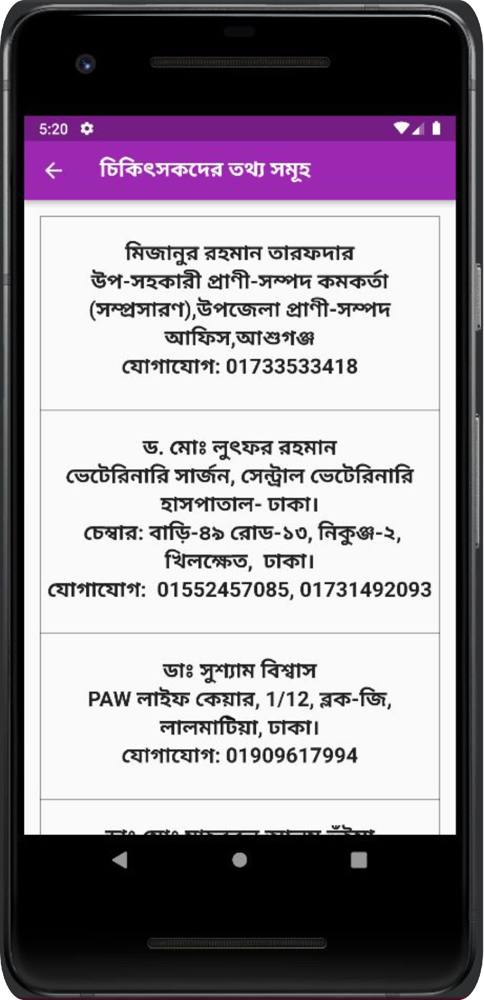 5:20
চিকিৎসকদের তথ্য সমূহ
মিজানুর রহমান তারফদার
উপ-সহকারী প্রাণী-সম্পদ কমকর্তা
(সম্প্রসারণ),উপজেলা প্রাণী-সম্পদ
আফিস,আশুগঞ্জ
যোগাযোগ: 01733533418
ড. মোঃ লুৎফর রহমান
ভেটেরিনারি সার্জন, সেন্ট্রাল ভেটেরিনারি
হাসপাতাল- ঢাকা।
চেম্বার: বাড়ি-৪৯ রোড-১৩, নিকুঞ্জ-২,
খিলক্ষেত, ঢাকা।
যোগাযোগ: 01552457085, 01731492093
ডাঃ সুশ্যাম বিশ্বাস
PAW লাইফ কেয়ার, 1/12, ব্লক-জি,
লালমাটিয়া, ঢাকা।
যোগাযোগ: 01909617994
ডাঃ মোঃ